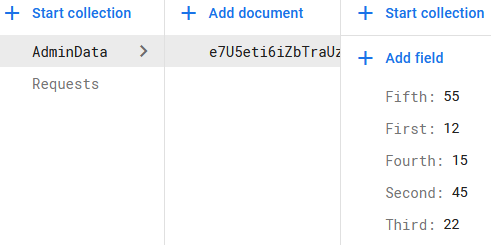 Start collection
AdminData
Requests
Add document
e7U5eti6iZbTraUz
Start collection
Add field
Fifth: 55
First: 12
Fourth: 15
Second: 45
Third: 22